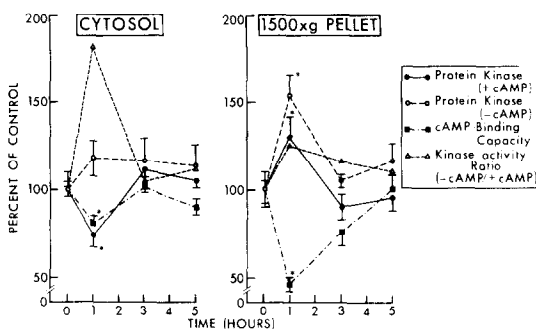 CYTOSOL
1500xg PELLET
200
150
100
50
0
PERCENT OF CONTROL
0 1 2 3 4 5
200
150
100
50
0
0 1 2 3 4 5
TIME (HOURS)
Protein Kinase
(+cAMP)
Protein Kinase
(-cAMP)
cAMP Binding
Capacity
Kinase activity
Ratio
(-cAMP/+cAMP)